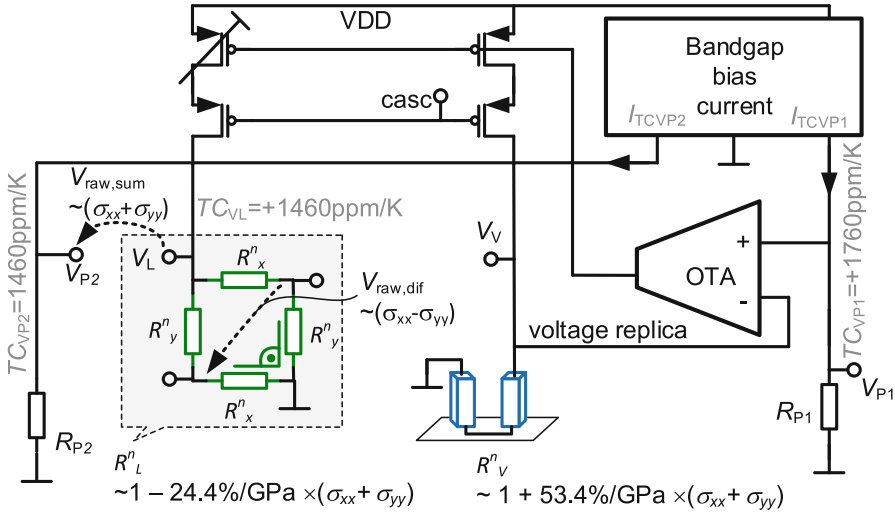 VDD
Bandgap
bias
current
I_TCVP2
I_TCVP1
casc
TC_VP2=1460ppm/K
V_raw,sum
~(σ_xx+σ_yy)
TC_VL=+1460ppm/K
V_P2
V_L
R^n_x
V_raw,dif
~(σ_xx-σ_yy)
R^n_y
R^n_y
R^n_x
V_V
+
OTA
-
TC_VP1=+1760ppm/K
voltage replica
V_P1
R_P2
R_P1
R^n_L
~1 – 24.4%/GPa ×(σ_xx+ σ_yy)
R^n_V
~ 1 + 53.4%/GPa ×(σ_xx+ σ_yy)